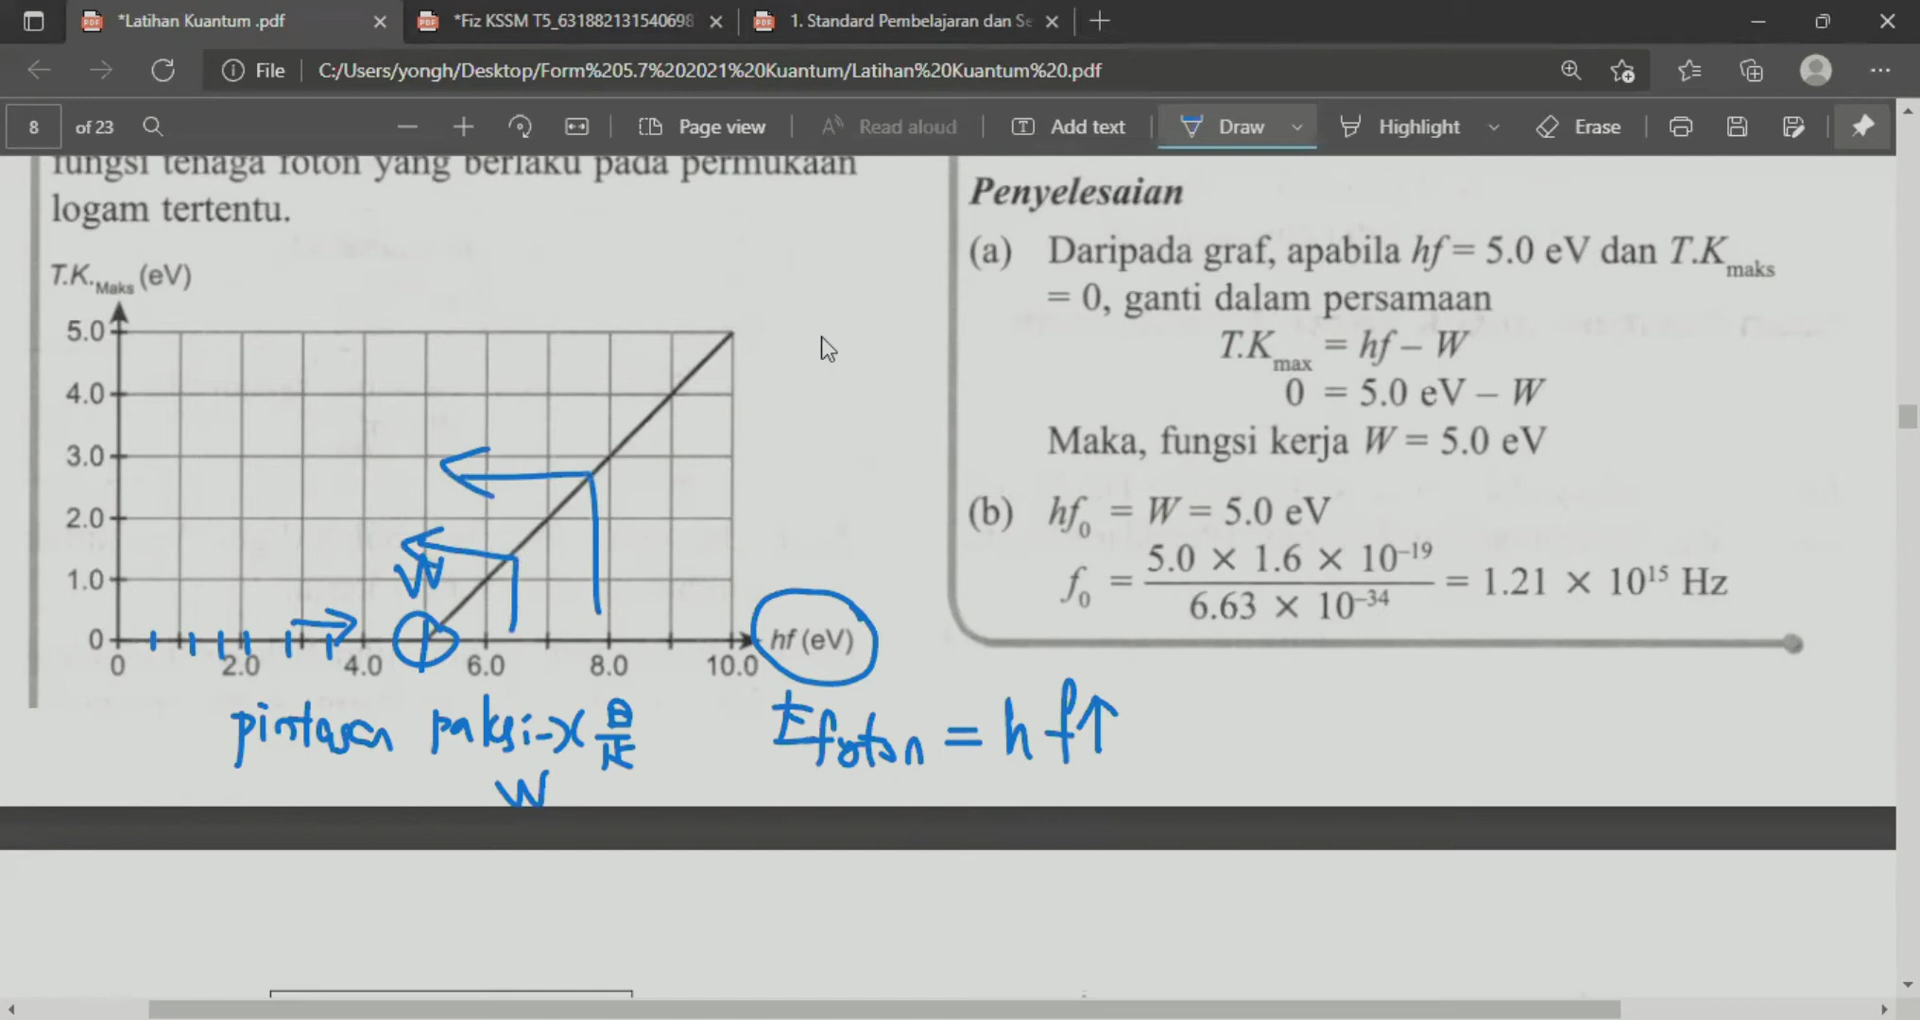 *Latihan Kuantum .pdf
*Fiz KSSM T5_631882131540698
1. Standard Pembelajaran dan Se
File
C:/Users/yongh/Desktop/Form%205.7%202021%20Kuantum/Latihan%20Kuantum%20.pdf
8 of 23
Page view
Read aloud
Add text
Draw
Highlight
Erase
fungsi tenaga foton yang berlaku pada permukaan
logam tertentu.
T.K.Maks (eV)
5.0
4.0
3.0
2.0
1.0
0
0 2.0 4.0 6.0 8.0 10.0
hf (eV)
W
pintasan paksi-x
W
Efoton = hf↑
Penyelesaian
(a) Daripada graf, apabila hf = 5.0 eV dan T.K maks
= 0, ganti dalam persamaan
T.K max = hf – W
0 = 5.0 eV – W
Maka, fungsi kerja W = 5.0 eV
(b) hf₀ = W = 5.0 eV
f₀ = 5.0 × 1.6 × 10⁻¹⁹ / 6.63 × 10⁻³⁴ = 1.21 × 10¹⁵ Hz